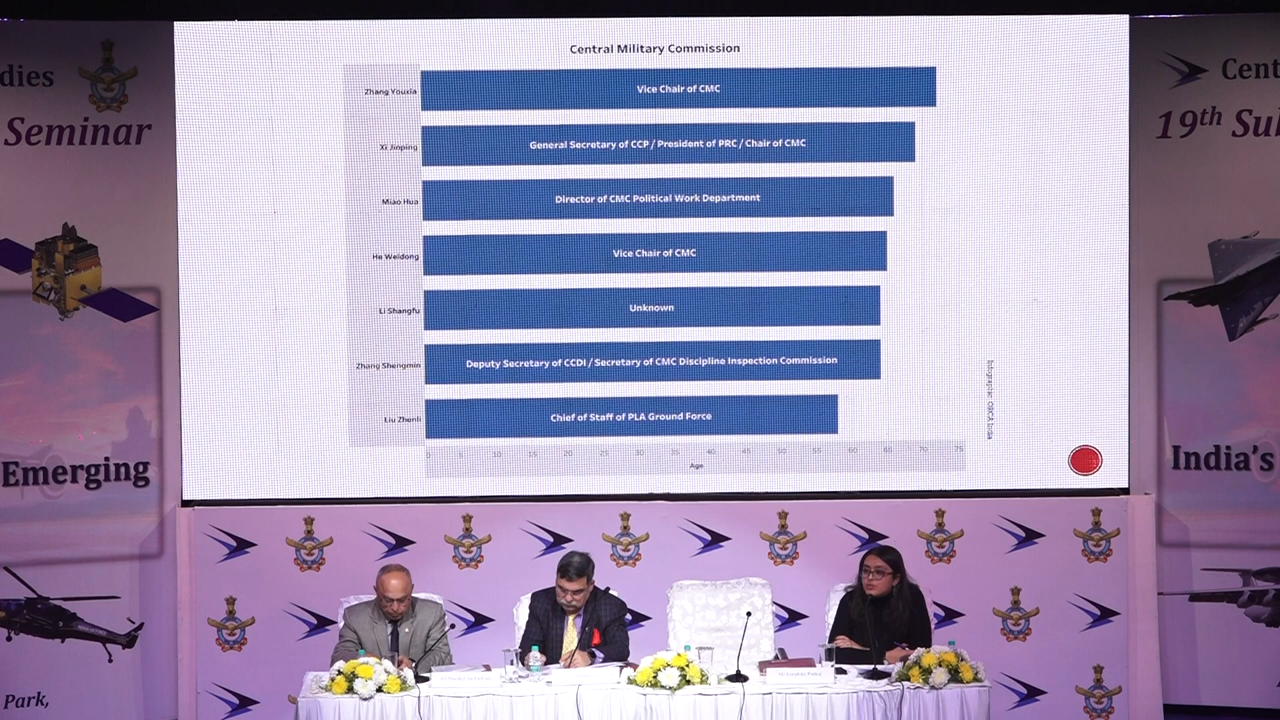 dies
Seminar
Emerging
Park,
Central Military Commission
Zhang Youxia
Vice Chair of CMC
Xi Jinping
General Secretary of CCP / President of PRC / Chair of CMC
Miao Hua
Director of CMC Political Work Department
He Weidong
Vice Chair of CMC
Li Shangfu
Unknown
Zhang Shengmin
Deputy Secretary of CCDI / Secretary of CMC Discipline Inspection Commission
Liu Zhenli
Chief of Staff of PLA Ground Force
0 5 10 15 20 25 30 35 40 45 50 55 60 65 70 75
Age
Infographic: ORCA India
Cent
19th Su
India's